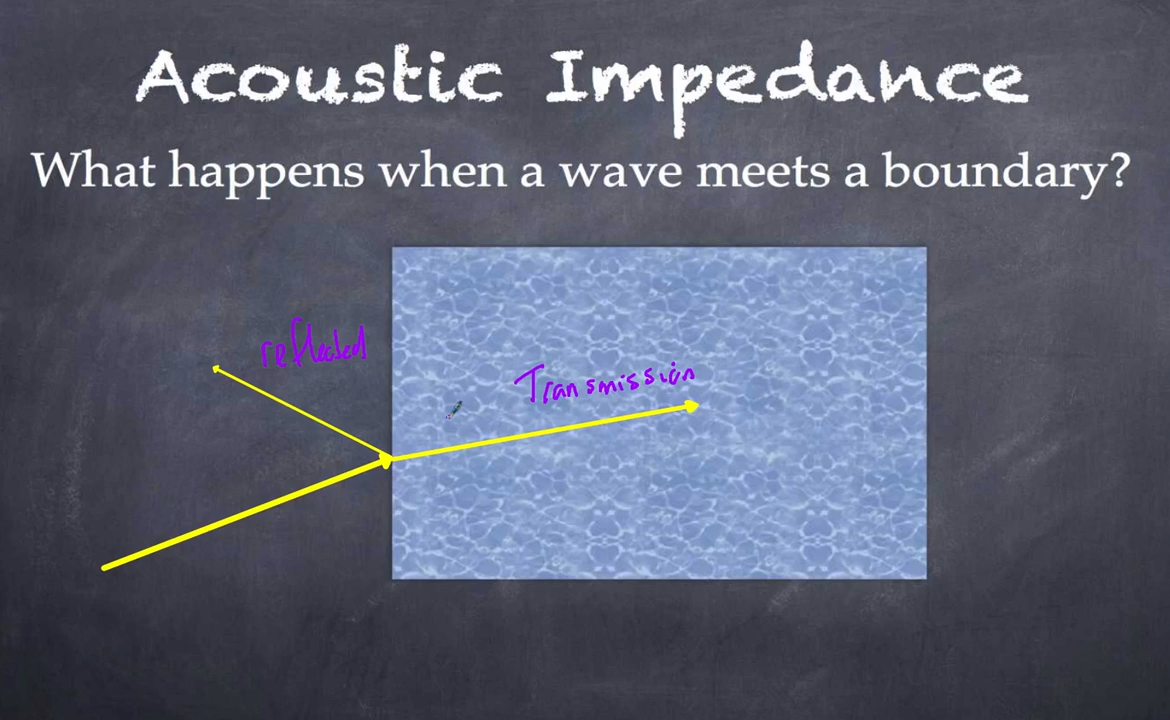 Acoustic Impedance
What happens when a wave meets a boundary?
reflected
Transmission